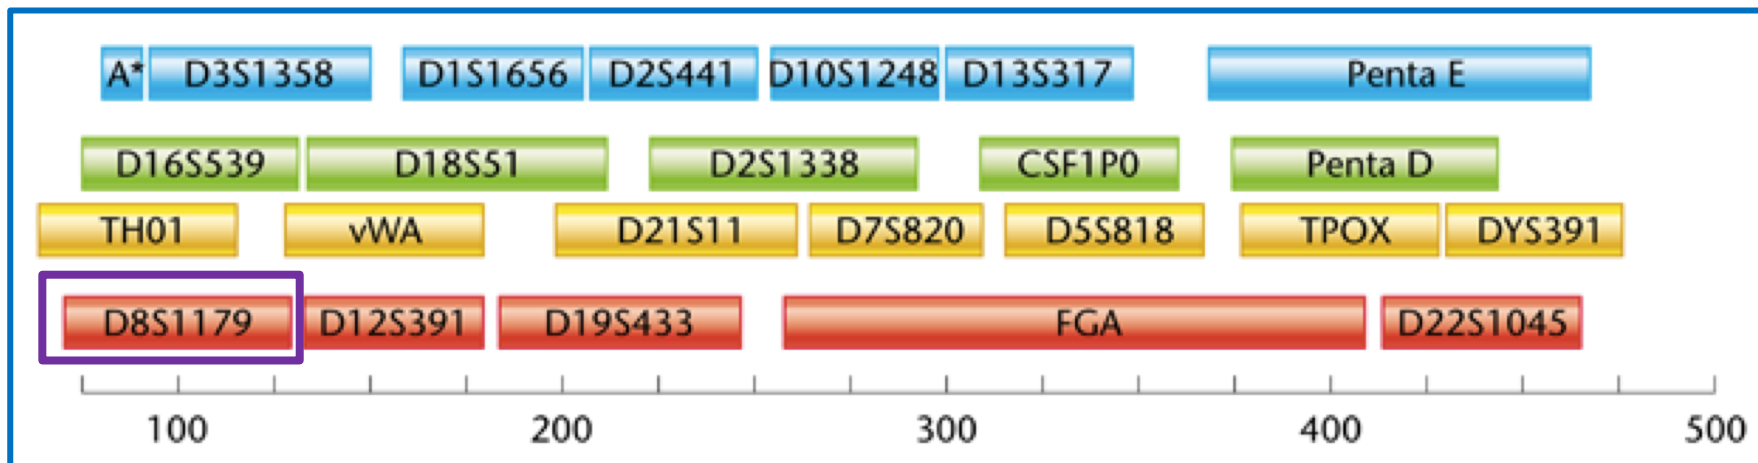 A* D3S1358 D1S1656 D2S441 D10S1248 D13S317 Penta E
D16S539 D18S51 D2S1338 CSF1P0 Penta D
TH01 vWA D21S11 D7S820 D5S818 TPOX DYS391
D8S1179 D12S391 D19S433 FGA D22S1045
100 200 300 400 500